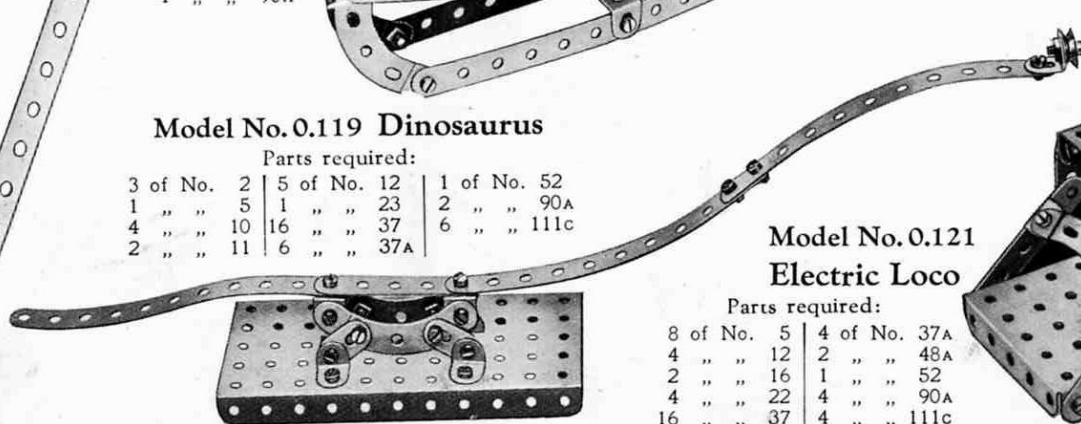 Model No. 0.119 Dinosaurus
Parts required:
3 of No. 2 | 5 of No. 12 | 1 of No. 52
1 „ „ 5 | 1 „ „ 23 | 2 „ „ 90A
4 „ „ 10 | 16 „ „ 37 | 6 „ „ 111c
2 „ „ 11 | 6 „ „ 37A
Model No. 0.121
Electric Loco
Parts required:
8 of No. 5 | 4 of No. 37A
4 „ „ 12 | 2 „ „ 48A
2 „ „ 16 | 1 „ „ 52
4 „ „ 22 | 4 „ „ 90A
16 „ „ 37 | 4 „ „ 111c